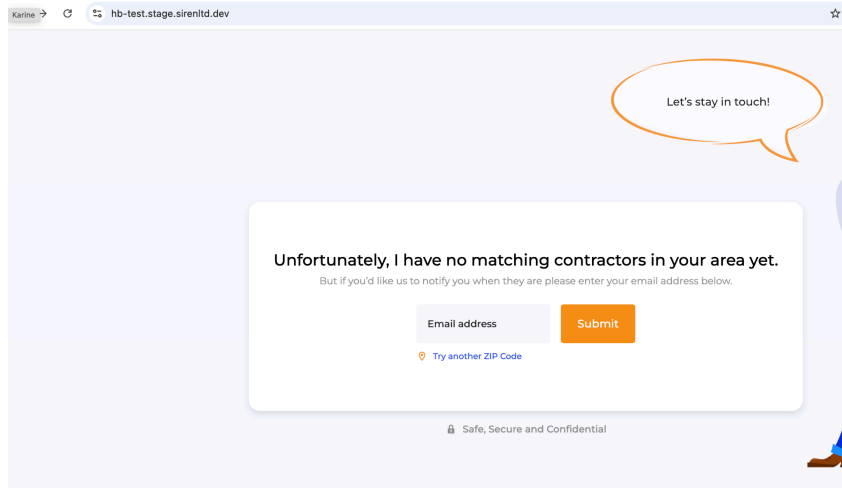 Karine
hb-test.stage.sirenltd.dev
Let's stay in touch!
Unfortunately, I have no matching contractors in your area yet.
But if you'd like us to notify you when they are please enter your email address below.
Email address
Submit
Try another ZIP Code
Safe, Secure and Confidential